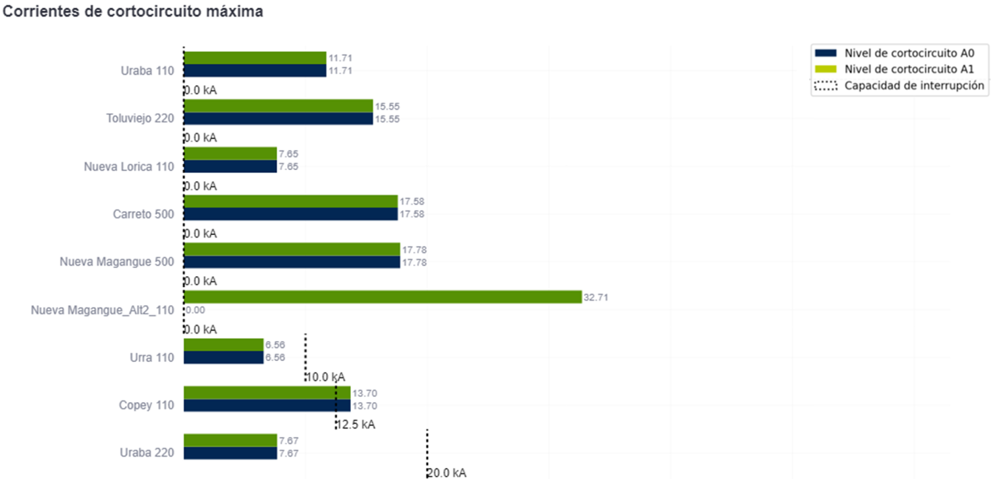 Corrientes de cortocircuito máxima
Nivel de cortocircuito A0
Nivel de cortocircuito A1
Capacidad de interrupción
11.71
Uraba 110
11.71
0.0 kA
15.55
Toluviejo 220
15.55
0.0 kA
7.65
Nueva Lorica 110
7.65
0.0 kA
17.58
Carreto 500
17.58
0.0 kA
17.78
Nueva Magangue 500
17.78
0.0 kA
32.71
Nueva Magangue_Alt2_110
0.00
0.0 kA
6.56
Urra 110
6.56
10.0 kA
13.70
Copey 110
13.70
12.5 kA
7.67
Uraba 220
7.67
20.0 kA